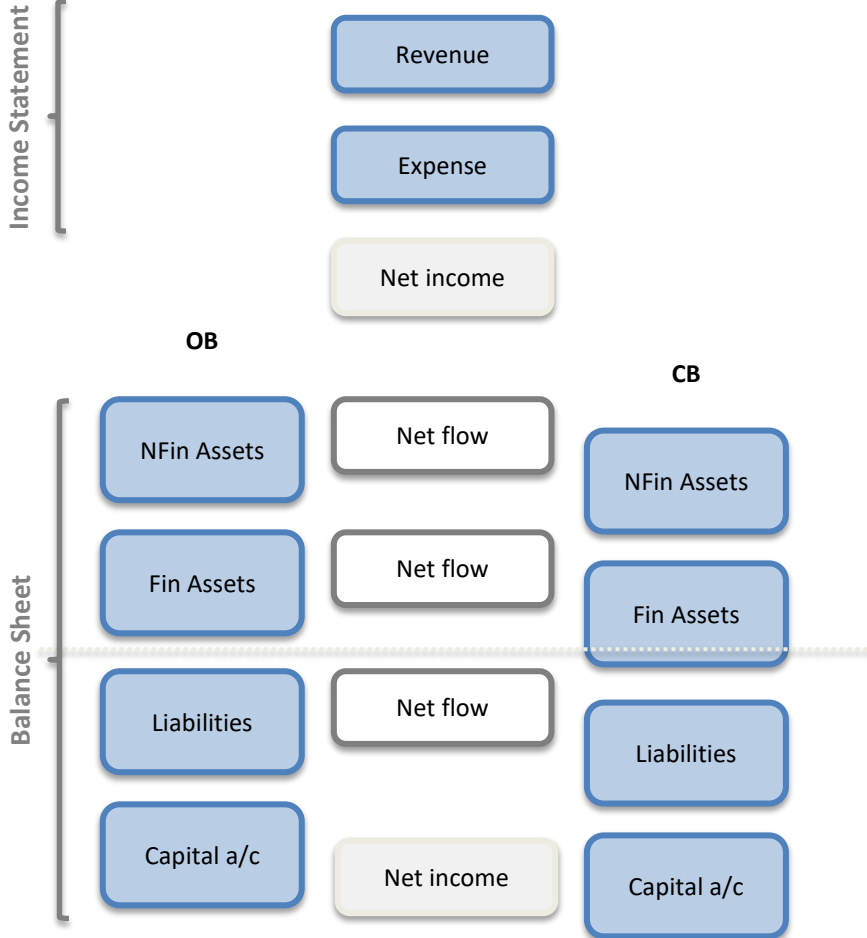 Income Statement
Revenue
Expense
Net income
OB
CB
Balance Sheet
NFin Assets
Net flow
NFin Assets
Fin Assets
Net flow
Fin Assets
Liabilities
Net flow
Liabilities
Capital a/c
Net income
Capital a/c